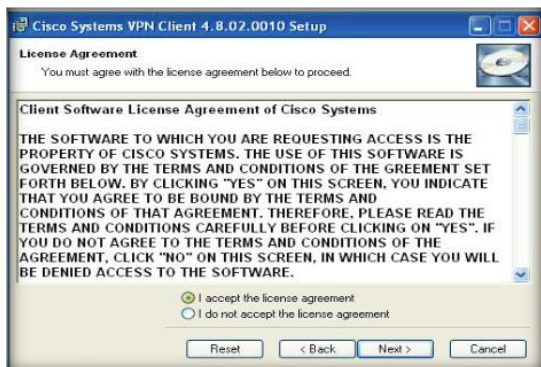 Cisco Systems VPN Client 4.8.02.0010 Setup
License Agreement
You must agree with the license agreement below to proceed.
Client Software License Agreement of Cisco Systems
THE SOFTWARE TO WHICH YOU ARE REQUESTING ACCESS IS THE
PROPERTY OF CISCO SYSTEMS. THE USE OF THIS SOFTWARE IS
GOVERNED BY THE TERMS AND CONDITIONS OF THE GREEMENT SET
FORTH BELOW. BY CLICKING "YES" ON THIS SCREEN, YOU INDICATE
THAT YOU AGREE TO BE BOUND BY THE TERMS AND
CONDITIONS OF THAT AGREEMENT. THEREFORE, PLEASE READ THE
TERMS AND CONDITIONS CAREFULLY BEFORE CLICKING ON "YES". IF
YOU DO NOT AGREE TO THE TERMS AND CONDITIONS OF THE
AGREEMENT, CLICK "NO" ON THIS SCREEN, IN WHICH CASE YOU WILL
BE DENIED ACCESS TO THE SOFTWARE.
I accept the license agreement
I do not accept the license agreement
Reset < Back Next > Cancel